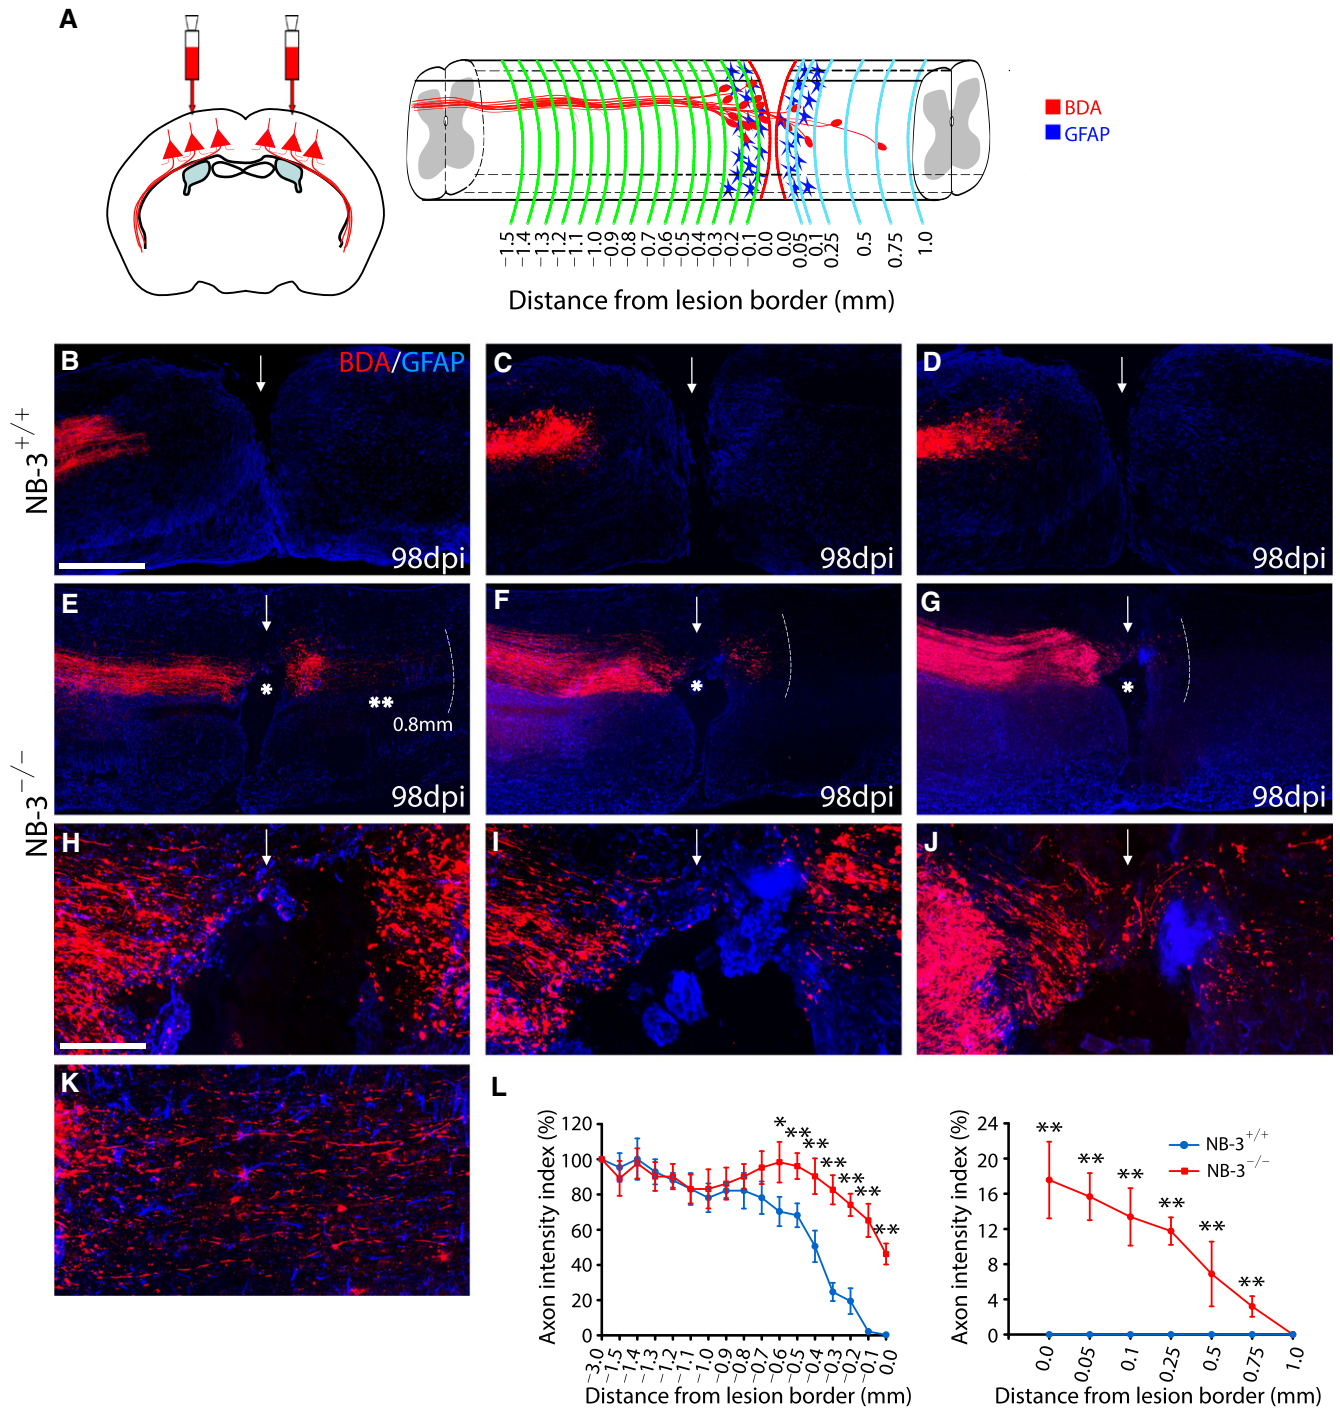 A
BDA
GFAP
−1.5 −1.4 −1.3 −1.2 −1.1 −1.0 −0.9 −0.8 −0.7 −0.6 −0.5 −0.4 −0.3 −0.2 −0.1 0.0 0.0 0.05 0.1 0.25 0.5 0.75 1.0
Distance from lesion border (mm)
NB-3+/+
B
BDA/GFAP
98dpi
C
98dpi
D
98dpi
NB-3−/−
E
*
**
0.8mm
98dpi
F
*
98dpi
G
*
98dpi
H
I
J
K
L
Axon intensity index (%)
120
100
80
60
40
20
0
* ** ** ** ** ** **
−3.0 −1.5 −1.4 −1.3 −1.2 −1.1 −1.0 −0.9 −0.8 −0.7 −0.6 −0.5 −0.4 −0.3 −0.2 −0.1 0.0
Distance from lesion border (mm)
Axon intensity index (%)
24
20
16
12
8
4
0
** ** ** ** ** **
NB-3+/+
NB-3−/−
0.0 0.05 0.1 0.25 0.5 0.75 1.0
Distance from lesion border (mm)